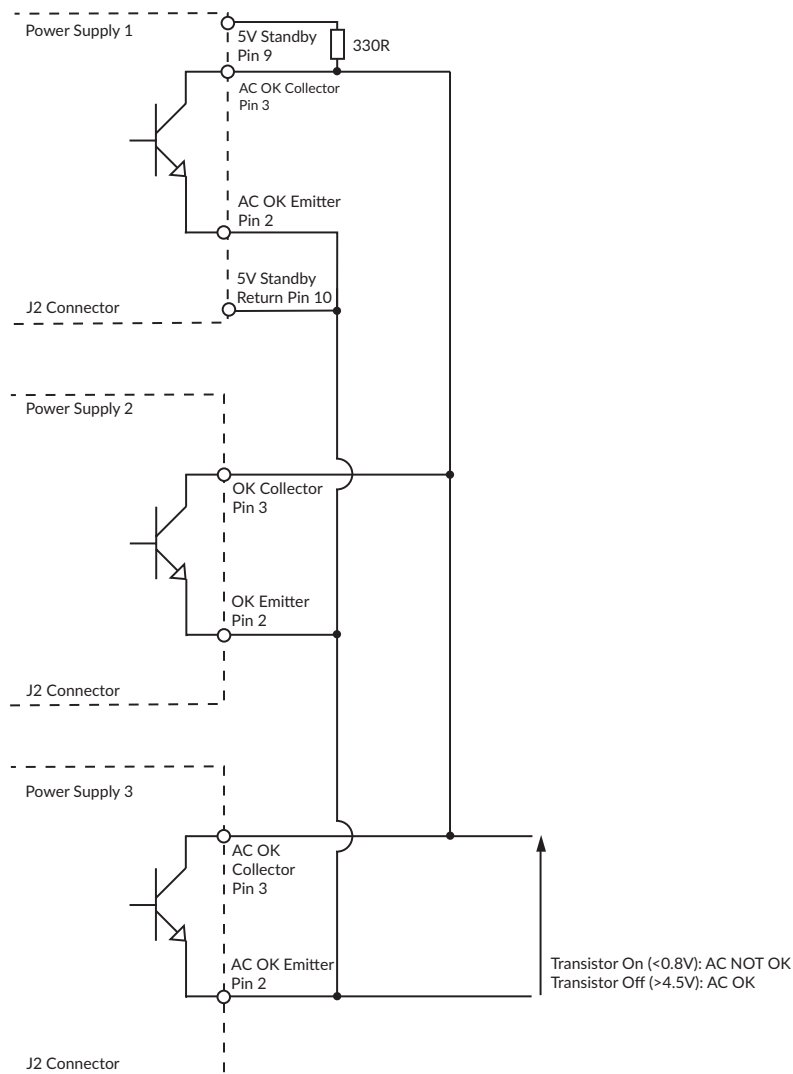 Power Supply 1
5V Standby
Pin 9
330R
AC OK Collector
Pin 3
AC OK Emitter
Pin 2
5V Standby
Return Pin 10
J2 Connector
Power Supply 2
OK Collector
Pin 3
OK Emitter
Pin 2
J2 Connector
Power Supply 3
AC OK
Collector
Pin 3
AC OK Emitter
Pin 2
Transistor On (<0.8V): AC NOT OK
Transistor Off (>4.5V): AC OK
J2 Connector